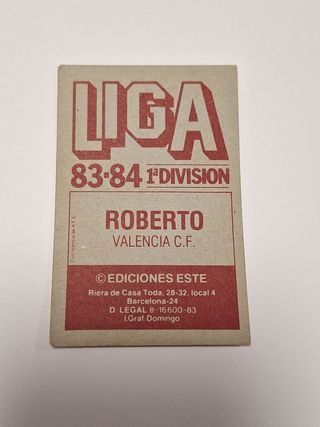 LIGA
83-84 1ª DIVISION
ROBERTO
VALENCIA C.F.
© EDICIONES ESTE
Riera de Casa Toda, 28-32, local 4
Barcelona-24
D. LEGAL B-16600-83
I.Graf Domingo